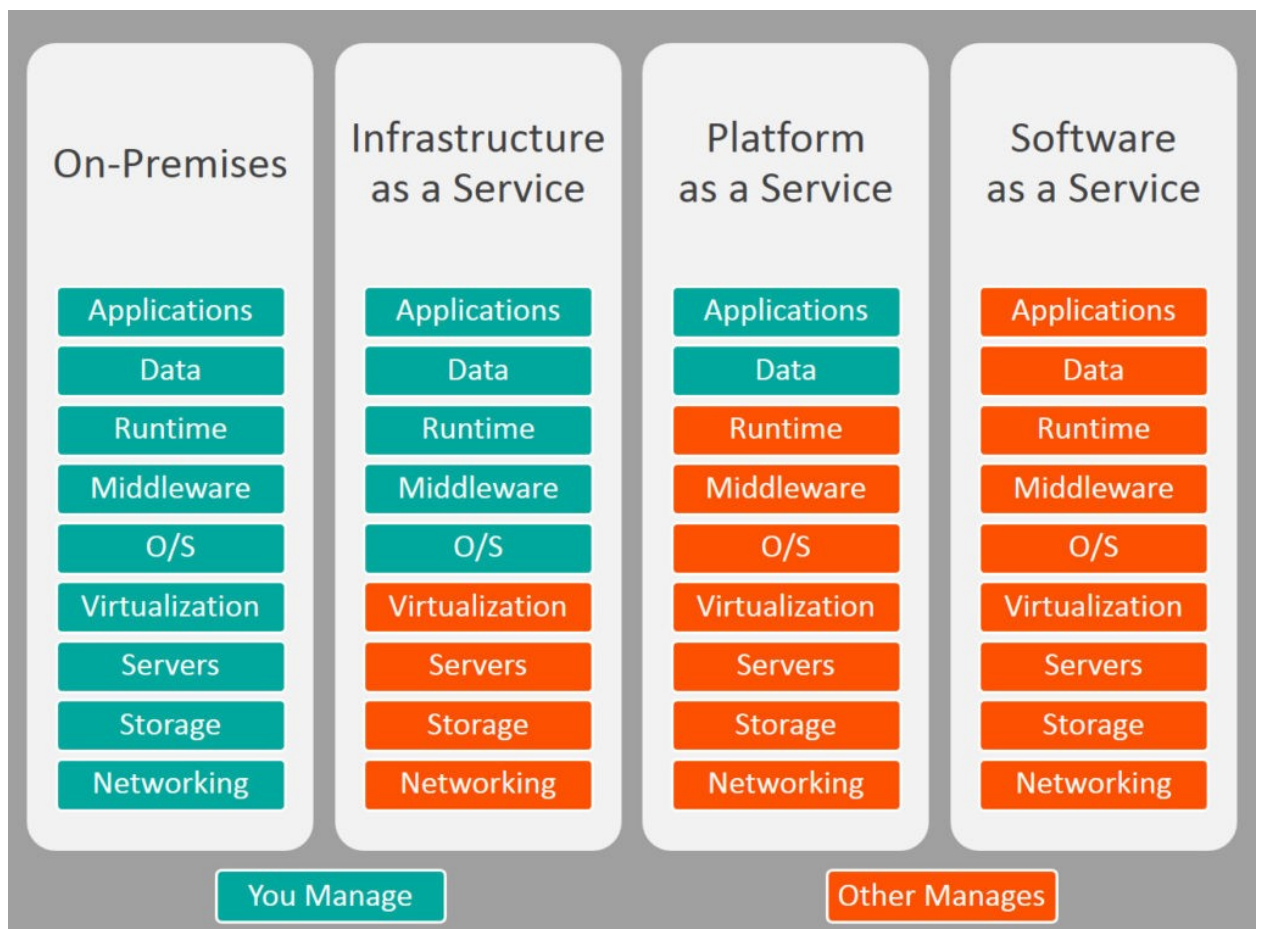 On-Premises
Applications
Data
Runtime
Middleware
O/S
Virtualization
Servers
Storage
Networking
Infrastructure
as a Service
Applications
Data
Runtime
Middleware
O/S
Virtualization
Servers
Storage
Networking
Platform
as a Service
Applications
Data
Runtime
Middleware
O/S
Virtualization
Servers
Storage
Networking
Software
as a Service
Applications
Data
Runtime
Middleware
O/S
Virtualization
Servers
Storage
Networking
You Manage
Other Manages